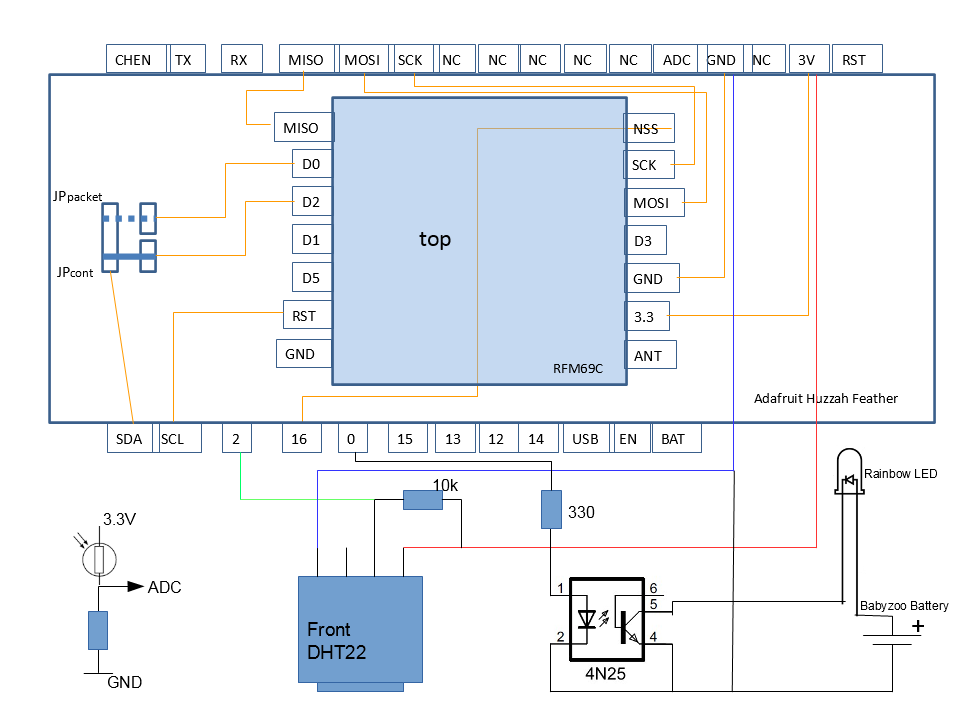 CHEN TX RX MISO MOSI SCK NC NC NC NC NC ADC GND NC 3V RST
MISO NSS
D0 SCK
JPpacket D2 MOSI
D1 top D3
JPcont D5 GND
RST 3.3
GND RFM69C ANT
Adafruit Huzzah Feather
SDA SCL 2 16 0 15 13 12 14 USB EN BAT
Rainbow LED
10k
330
3.3V
ADC
GND
Front
DHT22
1 6
5
2 4
4N25
Babyzoo Battery
+